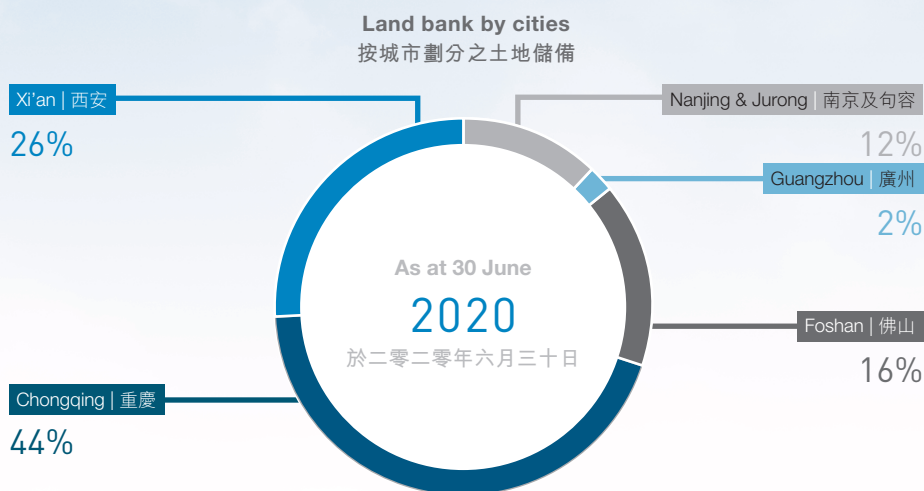 Land bank by cities
按城市劃分之土地儲備
Xi'an | 西安
26%
Nanjing & Jurong | 南京及句容
12%
Guangzhou | 廣州
2%
As at 30 June
2020
於二零二零年六月三十日
Foshan | 佛山
16%
Chongqing | 重慶
44%